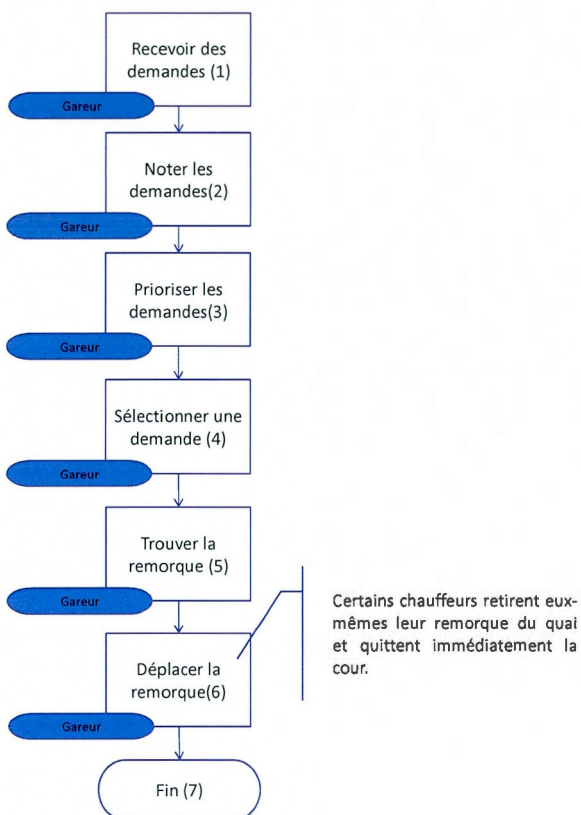 Recevoir des
demandes (1)
Gareur
Noter les
demandes(2)
Gareur
Prioriser les
demandes(3)
Gareur
Sélectionner une
demande (4)
Gareur
Trouver la
remorque (5)
Gareur
Certains chauffeurs retirent eux-
mêmes leur remorque du quai
et quittent immédiatement la
cour.
Déplacer la
remorque(6)
Gareur
Fin (7)